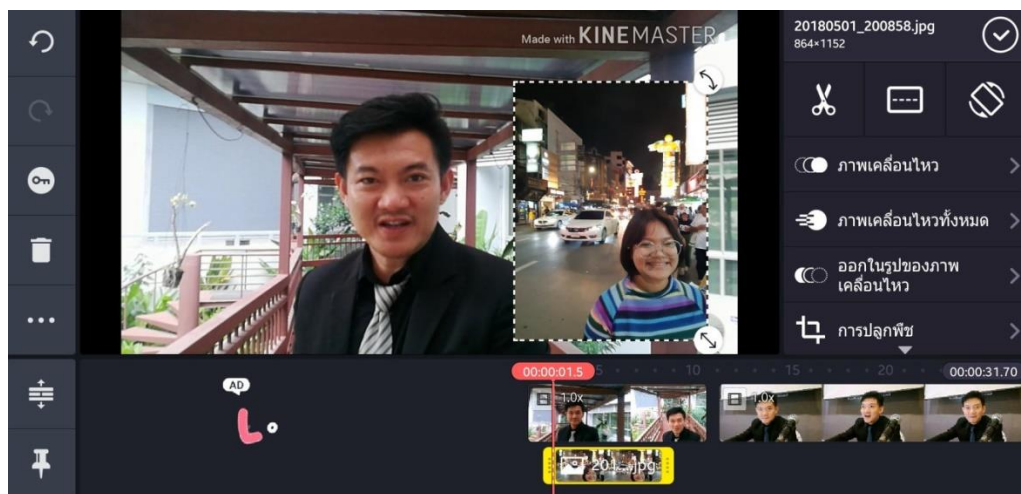 Made with KINEMASTER
20180501_200858.jpg
864×1152
ภาพเคลื่อนไหว
ภาพเคลื่อนไหวทั้งหมด
ออกในรูปของภาพ
เคลื่อนไหว
การปลูกพืช
AD
00:00:01.5
5
10
15
20
00:00:31.70
1.0x
1.0x